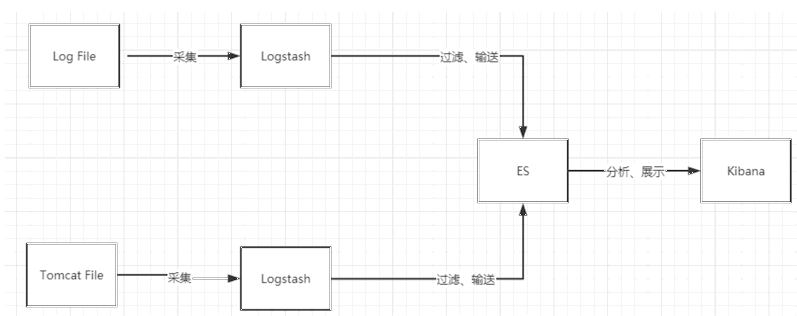 Log File
采集
Logstash
过滤、输送
ES
分析、展示
Kibana
Tomcat File
采集
Logstash
过滤、输送